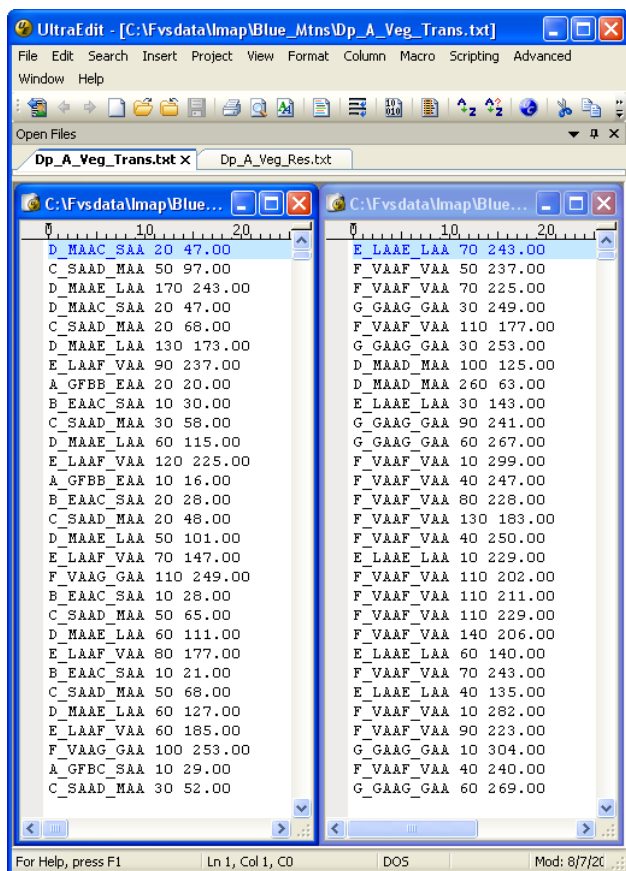 UltraEdit - [C:\Fvsdata\Imap\Blue_Mtns\Dp_A_Veg_Trans.txt]
File Edit Search Insert Project View Format Column Macro Scripting Advanced
Window Help
Open Files
Dp_A_Veg_Trans.txt X Dp_A_Veg_Res.txt
C:\Fvsdata\Imap\Blue...
0 10 20
D_MAAC_SAA 20 47.00
C_SAAD_MAA 50 97.00
D_MAAE_LAA 170 243.00
D_MAAC_SAA 20 47.00
C_SAAD_MAA 20 68.00
D_MAAE_LAA 130 173.00
E_LAAF_VAA 90 237.00
A_GFBB_EAA 20 20.00
B_EAAC_SAA 10 30.00
C_SAAD_MAA 30 58.00
D_MAAE_LAA 60 115.00
E_LAAF_VAA 120 225.00
A_GFBB_EAA 10 16.00
B_EAAC_SAA 20 28.00
C_SAAD_MAA 20 48.00
D_MAAE_LAA 50 101.00
E_LAAF_VAA 70 147.00
F_VAAG_GAA 110 249.00
B_EAAC_SAA 10 28.00
C_SAAD_MAA 50 65.00
D_MAAE_LAA 60 111.00
E_LAAF_VAA 80 177.00
B_EAAC_SAA 10 21.00
C_SAAD_MAA 50 68.00
D_MAAE_LAA 60 127.00
E_LAAF_VAA 60 185.00
F_VAAG_GAA 100 253.00
A_GFBC_SAA 10 29.00
C_SAAD_MAA 30 52.00
C:\Fvsdata\Imap\Blue...
0 10 20
E_LAAE_LAA 70 243.00
F_VAAF_VAA 50 237.00
F_VAAF_VAA 70 225.00
G_GAAG_GAA 30 249.00
F_VAAF_VAA 110 177.00
G_GAAG_GAA 30 253.00
D_MAAD_MAA 100 125.00
D_MAAD_MAA 260 63.00
E_LAAE_LAA 30 143.00
G_GAAG_GAA 90 241.00
G_GAAG_GAA 60 267.00
F_VAAF_VAA 10 299.00
F_VAAF_VAA 40 247.00
F_VAAF_VAA 80 228.00
F_VAAF_VAA 130 183.00
F_VAAF_VAA 40 250.00
E_LAAE_LAA 10 229.00
F_VAAF_VAA 110 202.00
F_VAAF_VAA 110 211.00
F_VAAF_VAA 110 229.00
F_VAAF_VAA 140 206.00
E_LAAE_LAA 60 140.00
F_VAAF_VAA 70 243.00
E_LAAE_LAA 40 135.00
F_VAAF_VAA 10 282.00
F_VAAF_VAA 90 223.00
G_GAAG_GAA 10 304.00
F_VAAF_VAA 40 240.00
G_GAAG_GAA 60 269.00
For Help, press F1 Ln 1, Col 1, C0 DOS Mod: 8/7/20